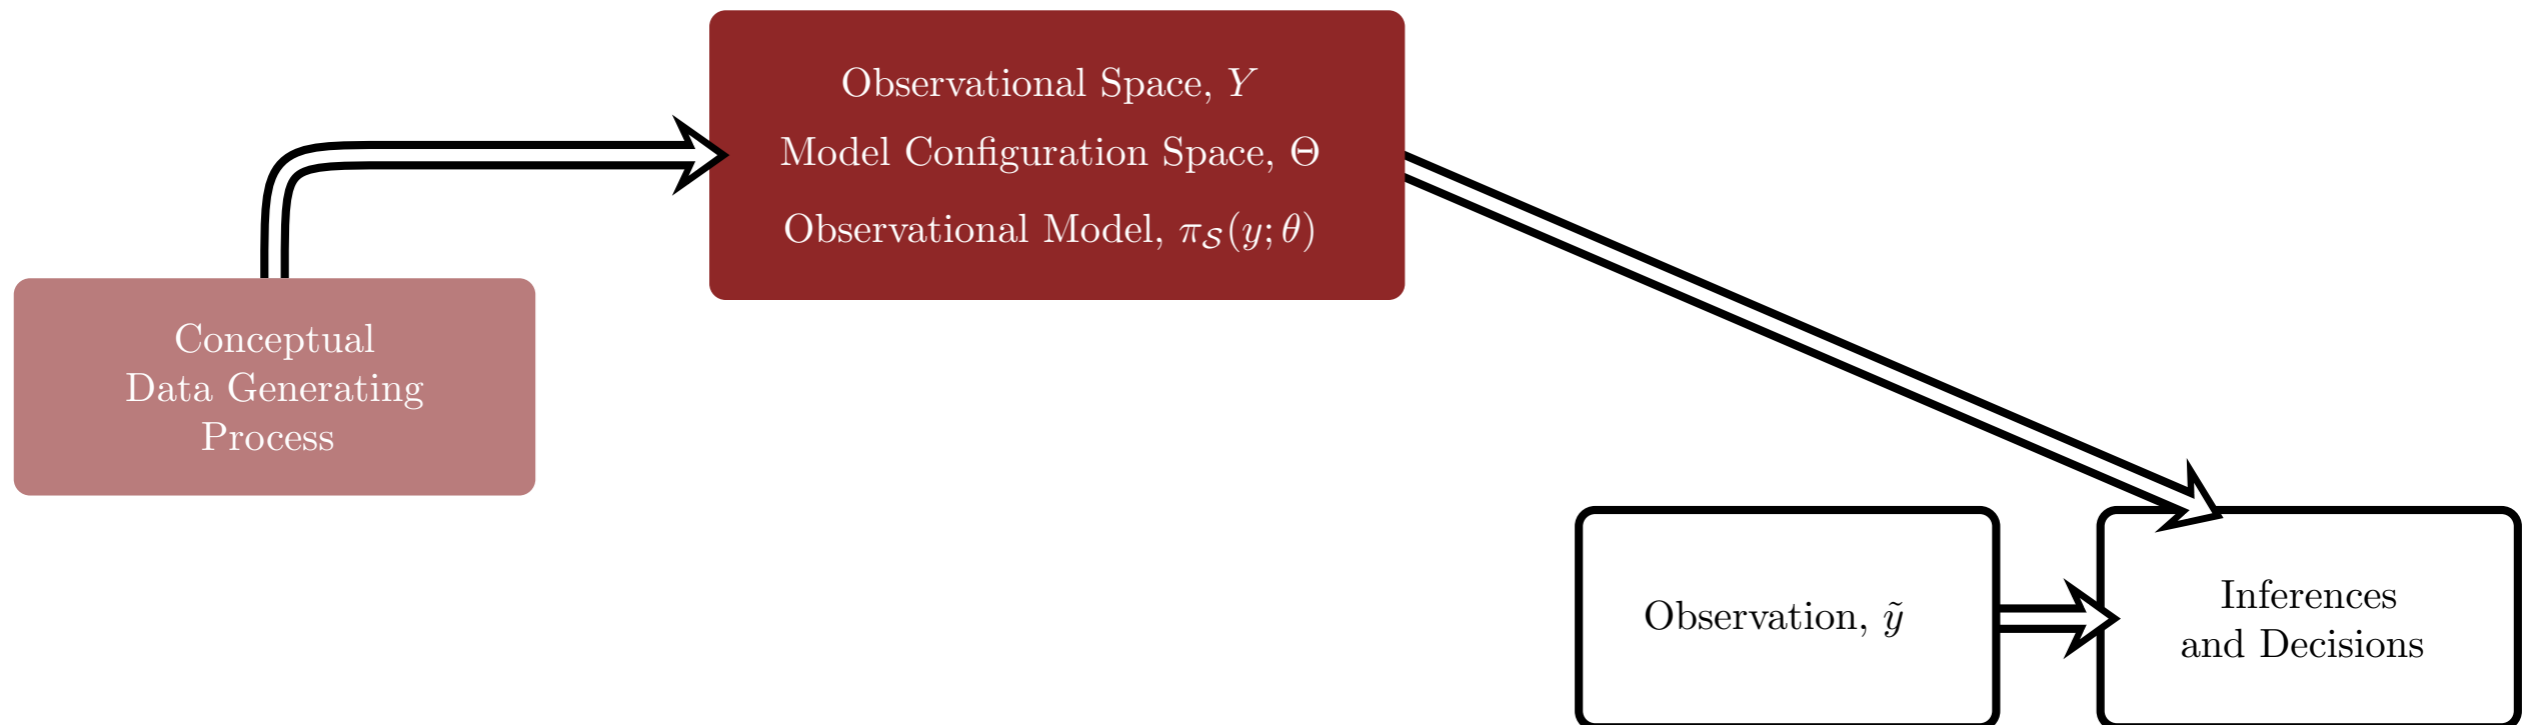 Observational Space, Y
Model Configuration Space, Θ
Observational Model, π_𝒮(y; θ)
Conceptual
Data Generating
Process
Observation, ỹ
Inferences
and Decisions